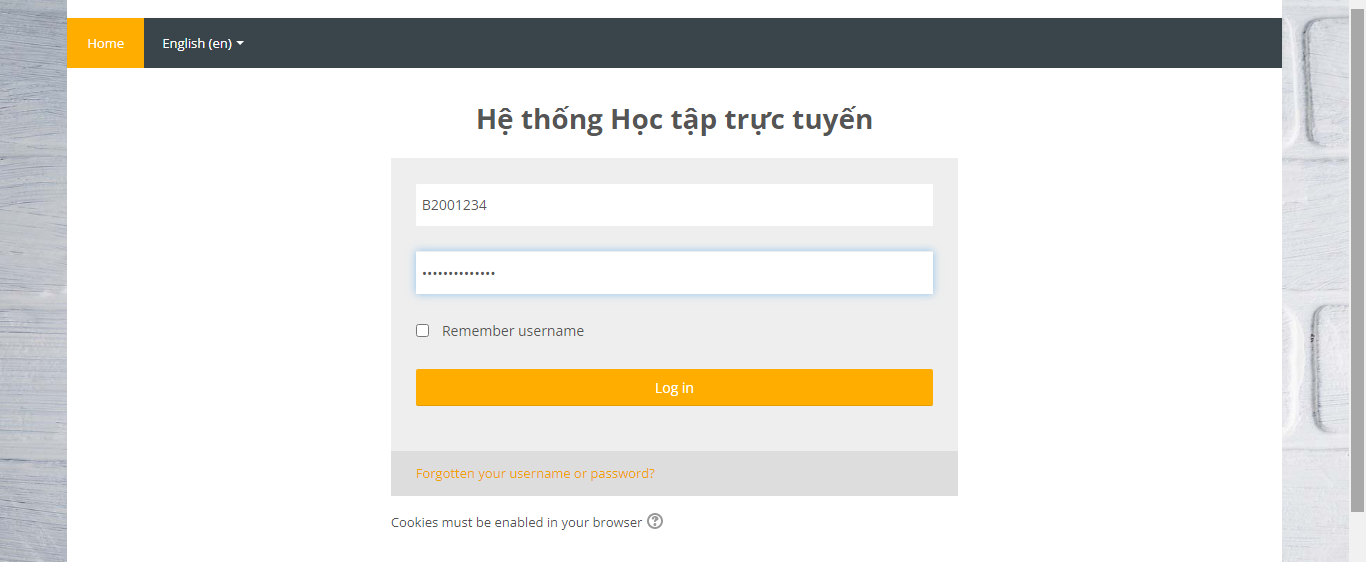 Home English (en)
Hệ thống Học tập trực tuyến
B2001234
••••••••••••••
Remember username
Log in
Forgotten your username or password?
Cookies must be enabled in your browser